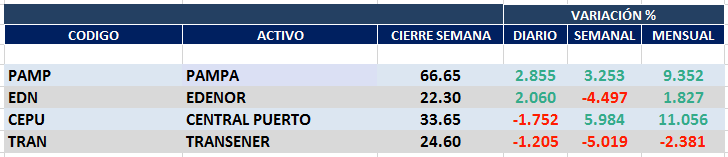 VARIACIÓN %
CODIGO ACTIVO CIERRE SEMANA DIARIO SEMANAL MENSUAL
PAMP PAMPA 66.65 2.855 3.253 9.352
EDN EDENOR 22.30 2.060 -4.497 1.827
CEPU CENTRAL PUERTO 33.65 -1.752 5.984 11.056
TRAN TRANSENER 24.60 -1.205 -5.019 -2.381